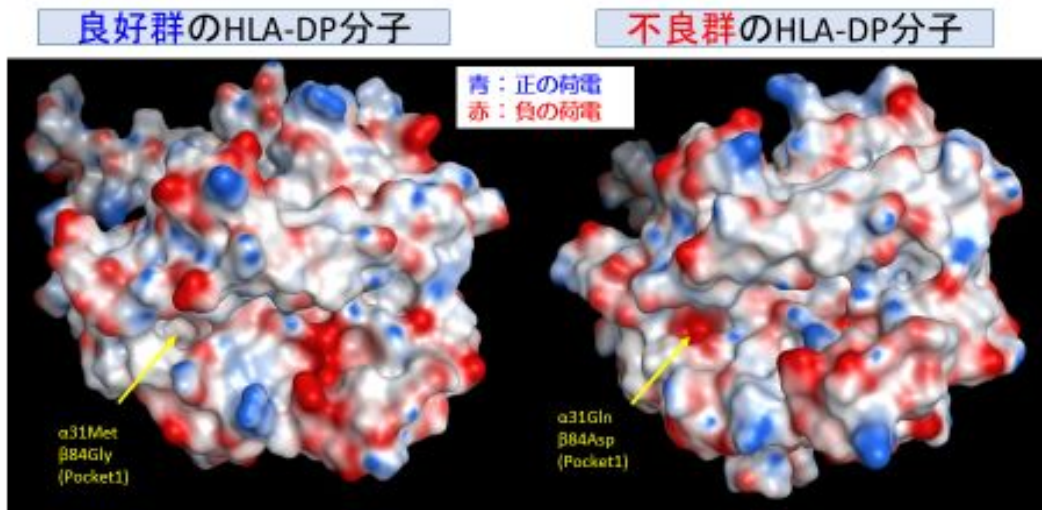 良好群のHLA-DP分子
不良群のHLA-DP分子
青：正の荷電
赤：負の荷電
α31Met
β84Gly
(Pocket1)
α31Gln
β84Asp
(Pocket1)